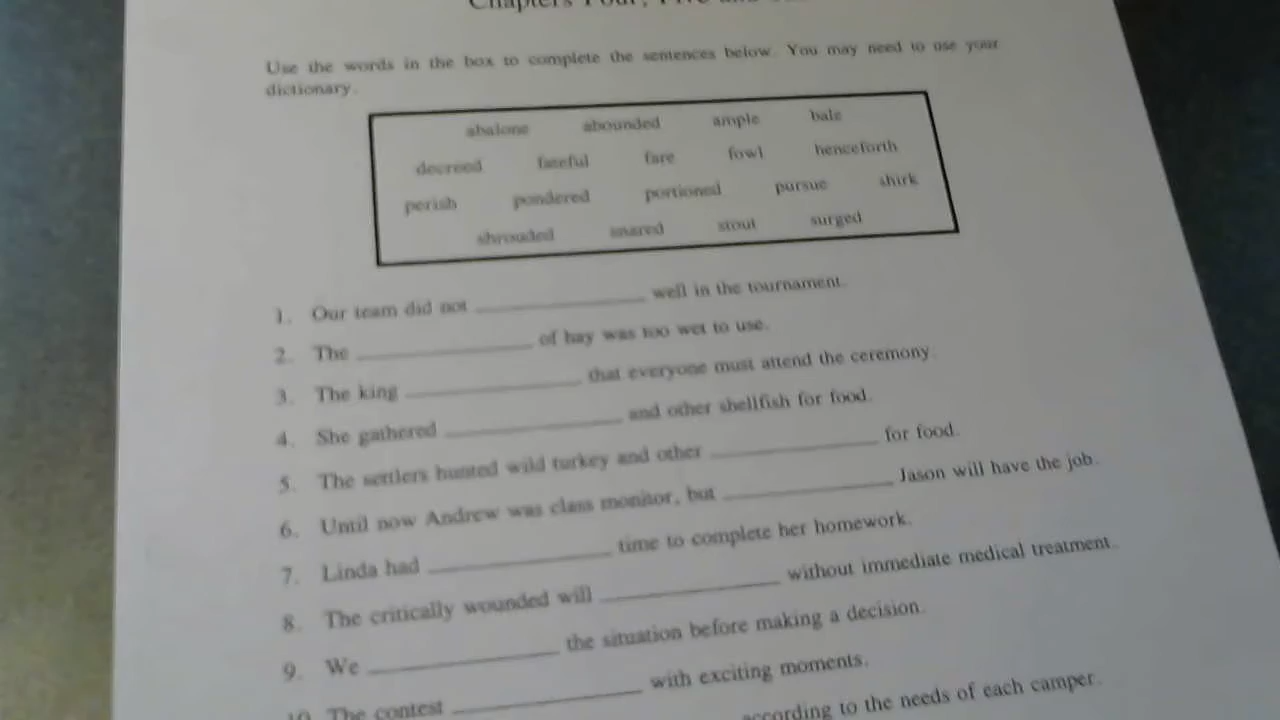 Chapters Four, Five and
Use the words in the box to complete the sentences below. You may need to use your
dictionary.
abalone abounded ample bale
decreed fateful fare fowl henceforth
perish pondered portioned pursue shirk
shrouded snared stout surged
1. Our team did not ____________ well in the tournament.
2. The ____________ of hay was too wet to use.
3. The king ____________ that everyone must attend the ceremony.
4. She gathered ____________ and other shellfish for food.
5. The settlers hunted wild turkey and other ____________ for food.
6. Until now Andrew was class monitor, but ____________ Jason will have the job.
7. Linda had ____________ time to complete her homework.
8. The critically wounded will ____________ without immediate medical treatment.
9. We ____________ the situation before making a decision.
10. The contest ____________ with exciting moments.
according to the needs of each camper.